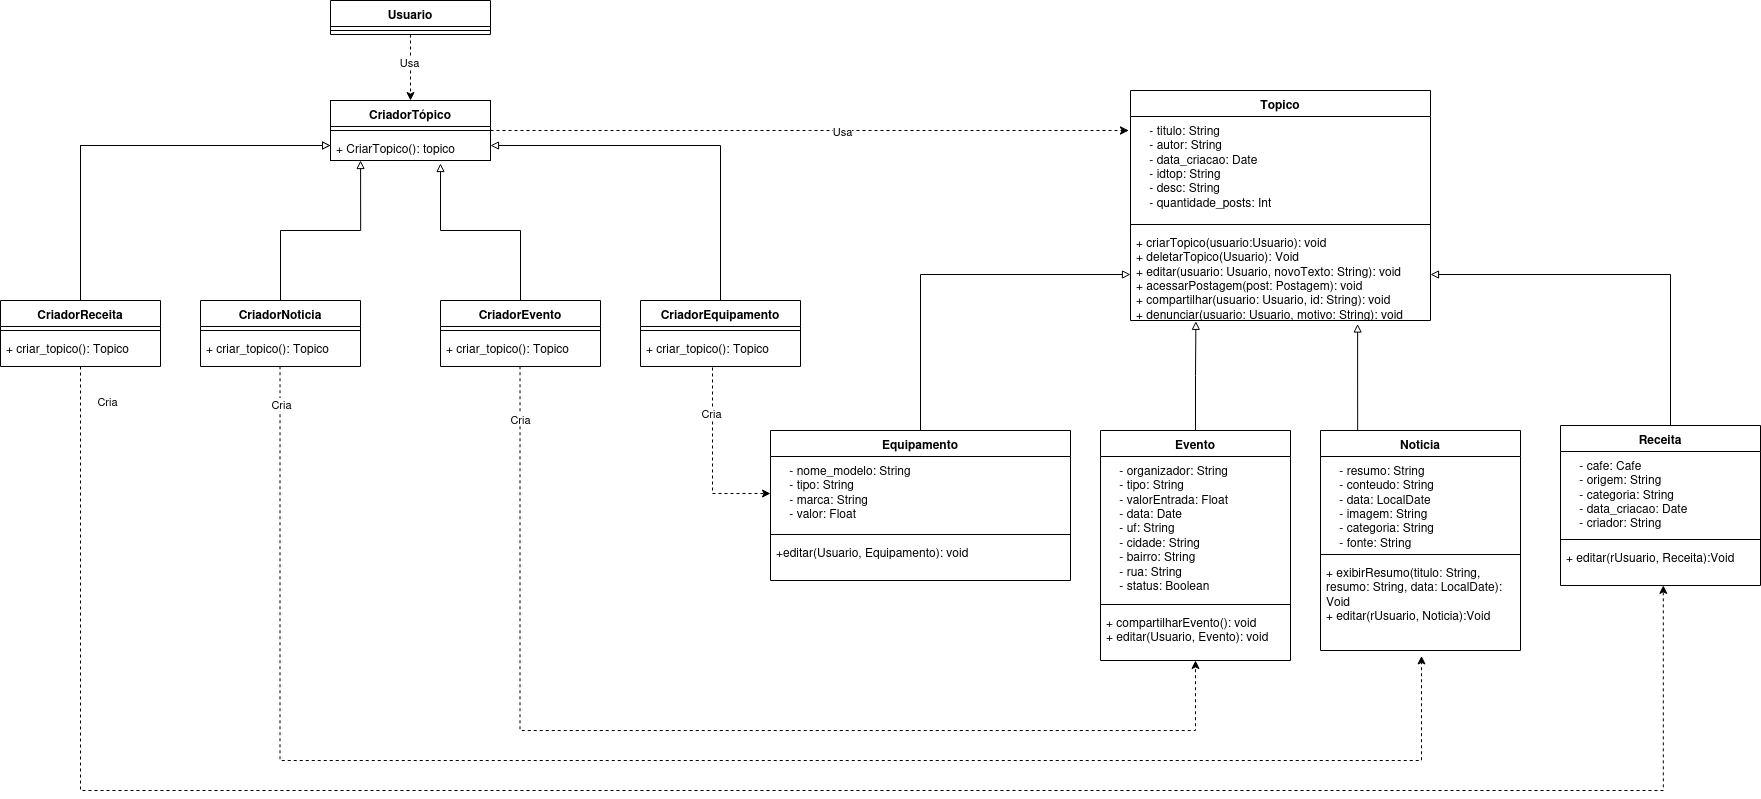 Usuario
Usa
CriadorTópico
+ CriarTopico(): topico
Usa
Topico
- titulo: String
- autor: String
- data_criacao: Date
- idtop: String
- desc: String
- quantidade_posts: Int
+ criarTopico(usuario:Usuario): void
+ deletarTopico(Usuario): Void
+ editar(usuario: Usuario, novoTexto: String): void
+ acessarPostagem(post: Postagem): void
+ compartilhar(usuario: Usuario, id: String): void
+ denunciar(usuario: Usuario, motivo: String): void
CriadorReceita
+ criar_topico(): Topico
CriadorNoticia
+ criar_topico(): Topico
CriadorEvento
+ criar_topico(): Topico
CriadorEquipamento
+ criar_topico(): Topico
Cria
Cria
Cria
Cria
Equipamento
- nome_modelo: String
- tipo: String
- marca: String
- valor: Float
+editar(Usuario, Equipamento): void
Evento
- organizador: String
- tipo: String
- valorEntrada: Float
- data: Date
- uf: String
- cidade: String
- bairro: String
- rua: String
- status: Boolean
+ compartilharEvento(): void
+ editar(Usuario, Evento): void
Noticia
- resumo: String
- conteudo: String
- data: LocalDate
- imagem: String
- categoria: String
- fonte: String
+ exibirResumo(titulo: String,
resumo: String, data: LocalDate):
Void
+ editar(rUsuario, Noticia):Void
Receita
- cafe: Cafe
- origem: String
- categoria: String
- data_criacao: Date
- criador: String
+ editar(rUsuario, Receita):Void